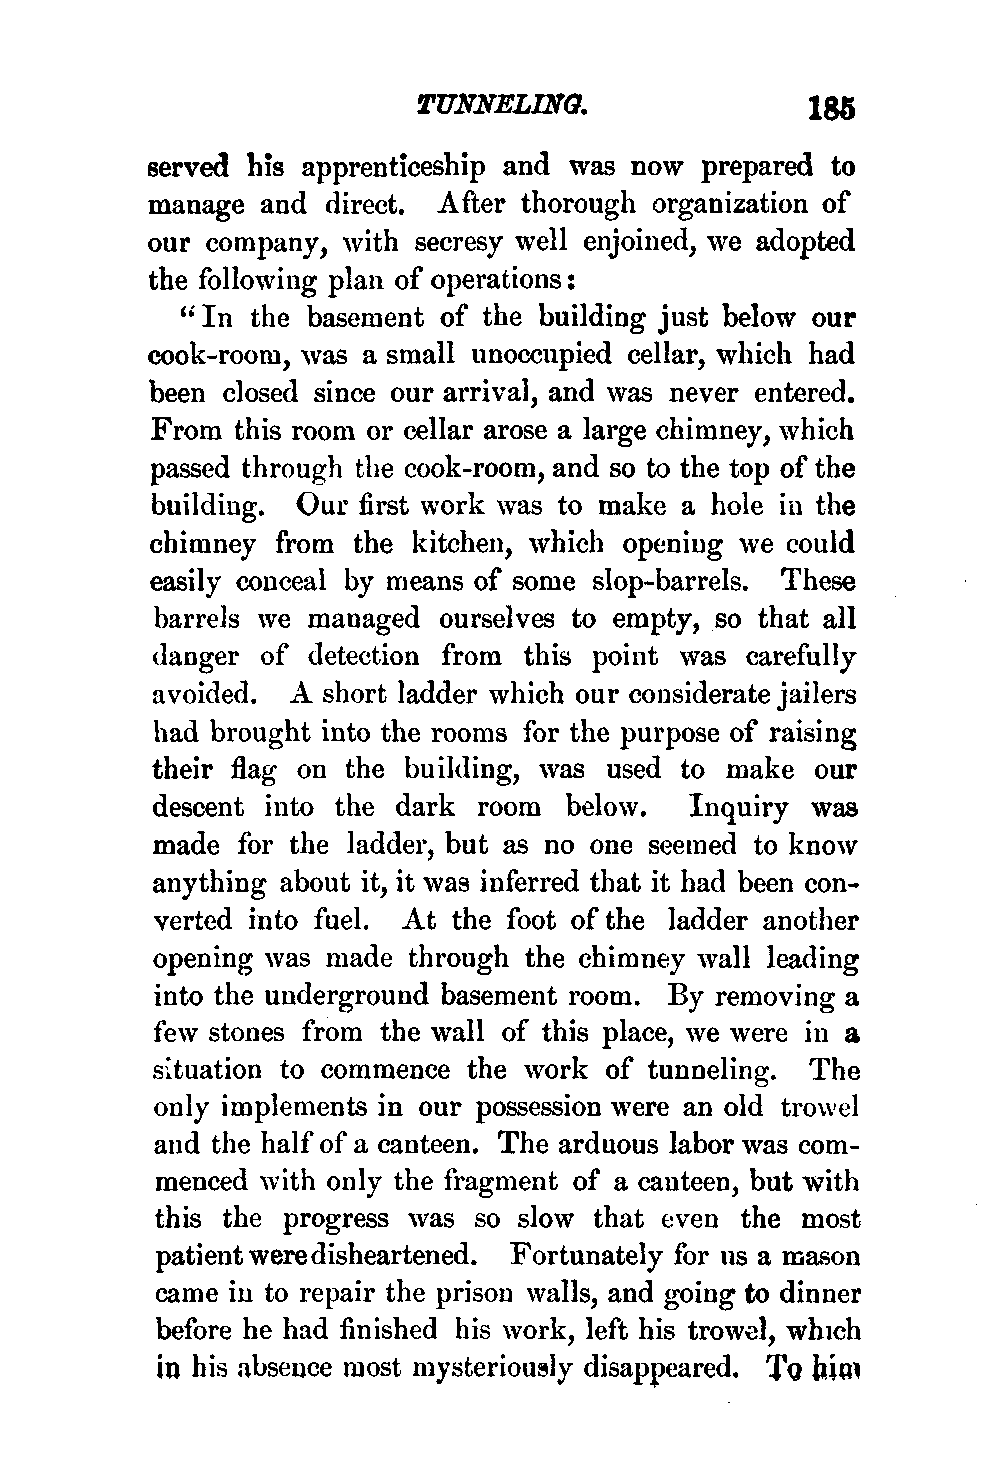 TUNNELING. 185
served his apprenticeship and was now prepared to
manage and direct. After thorough organization of
our company, with secresy well enjoined, we adopted
the following plan of operations:
“In the basement of the building just below our
cook-room, was a small unoccupied cellar, which had
been closed since our arrival, and was never entered.
From this room or cellar arose a large chimney, which
passed through the cook-room, and so to the top of the
building. Our first work was to make a hole in the
chimney from the kitchen, which opening we could
easily conceal by means of some slop-barrels. These
barrels we managed ourselves to empty, so that all
danger of detection from this point was carefully
avoided. A short ladder which our considerate jailers
had brought into the rooms for the purpose of raising
their flag on the building, was used to make our
descent into the dark room below. Inquiry was
made for the ladder, but as no one seemed to know
anything about it, it was inferred that it had been con-
verted into fuel. At the foot of the ladder another
opening was made through the chimney wall leading
into the underground basement room. By removing a
few stones from the wall of this place, we were in a
situation to commence the work of tunneling. The
only implements in our possession were an old trowel
and the half of a canteen. The arduous labor was com-
menced with only the fragment of a canteen, but with
this the progress was so slow that even the most
patient were disheartened. Fortunately for us a mason
came in to repair the prison walls, and going to dinner
before he had finished his work, left his trowel, which
in his absence most mysteriously disappeared. To him